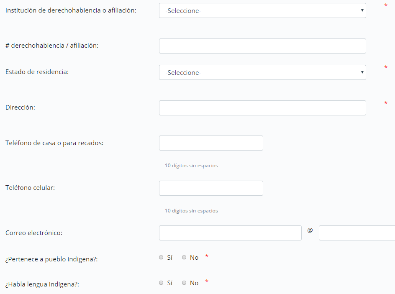 Institución de derechohabiencia o afiliación: Seleccione *
# derechohabiencia / afiliación:
Estado de residencia: Seleccione *
Dirección: *
Teléfono de casa o para recados:
10 dígitos sin espacios
Teléfono celular:
10 dígitos sin espacios
Correo electrónico: @
¿Pertenece a pueblo indígena?: Si No *
¿Habla lengua indígena?: Si No *